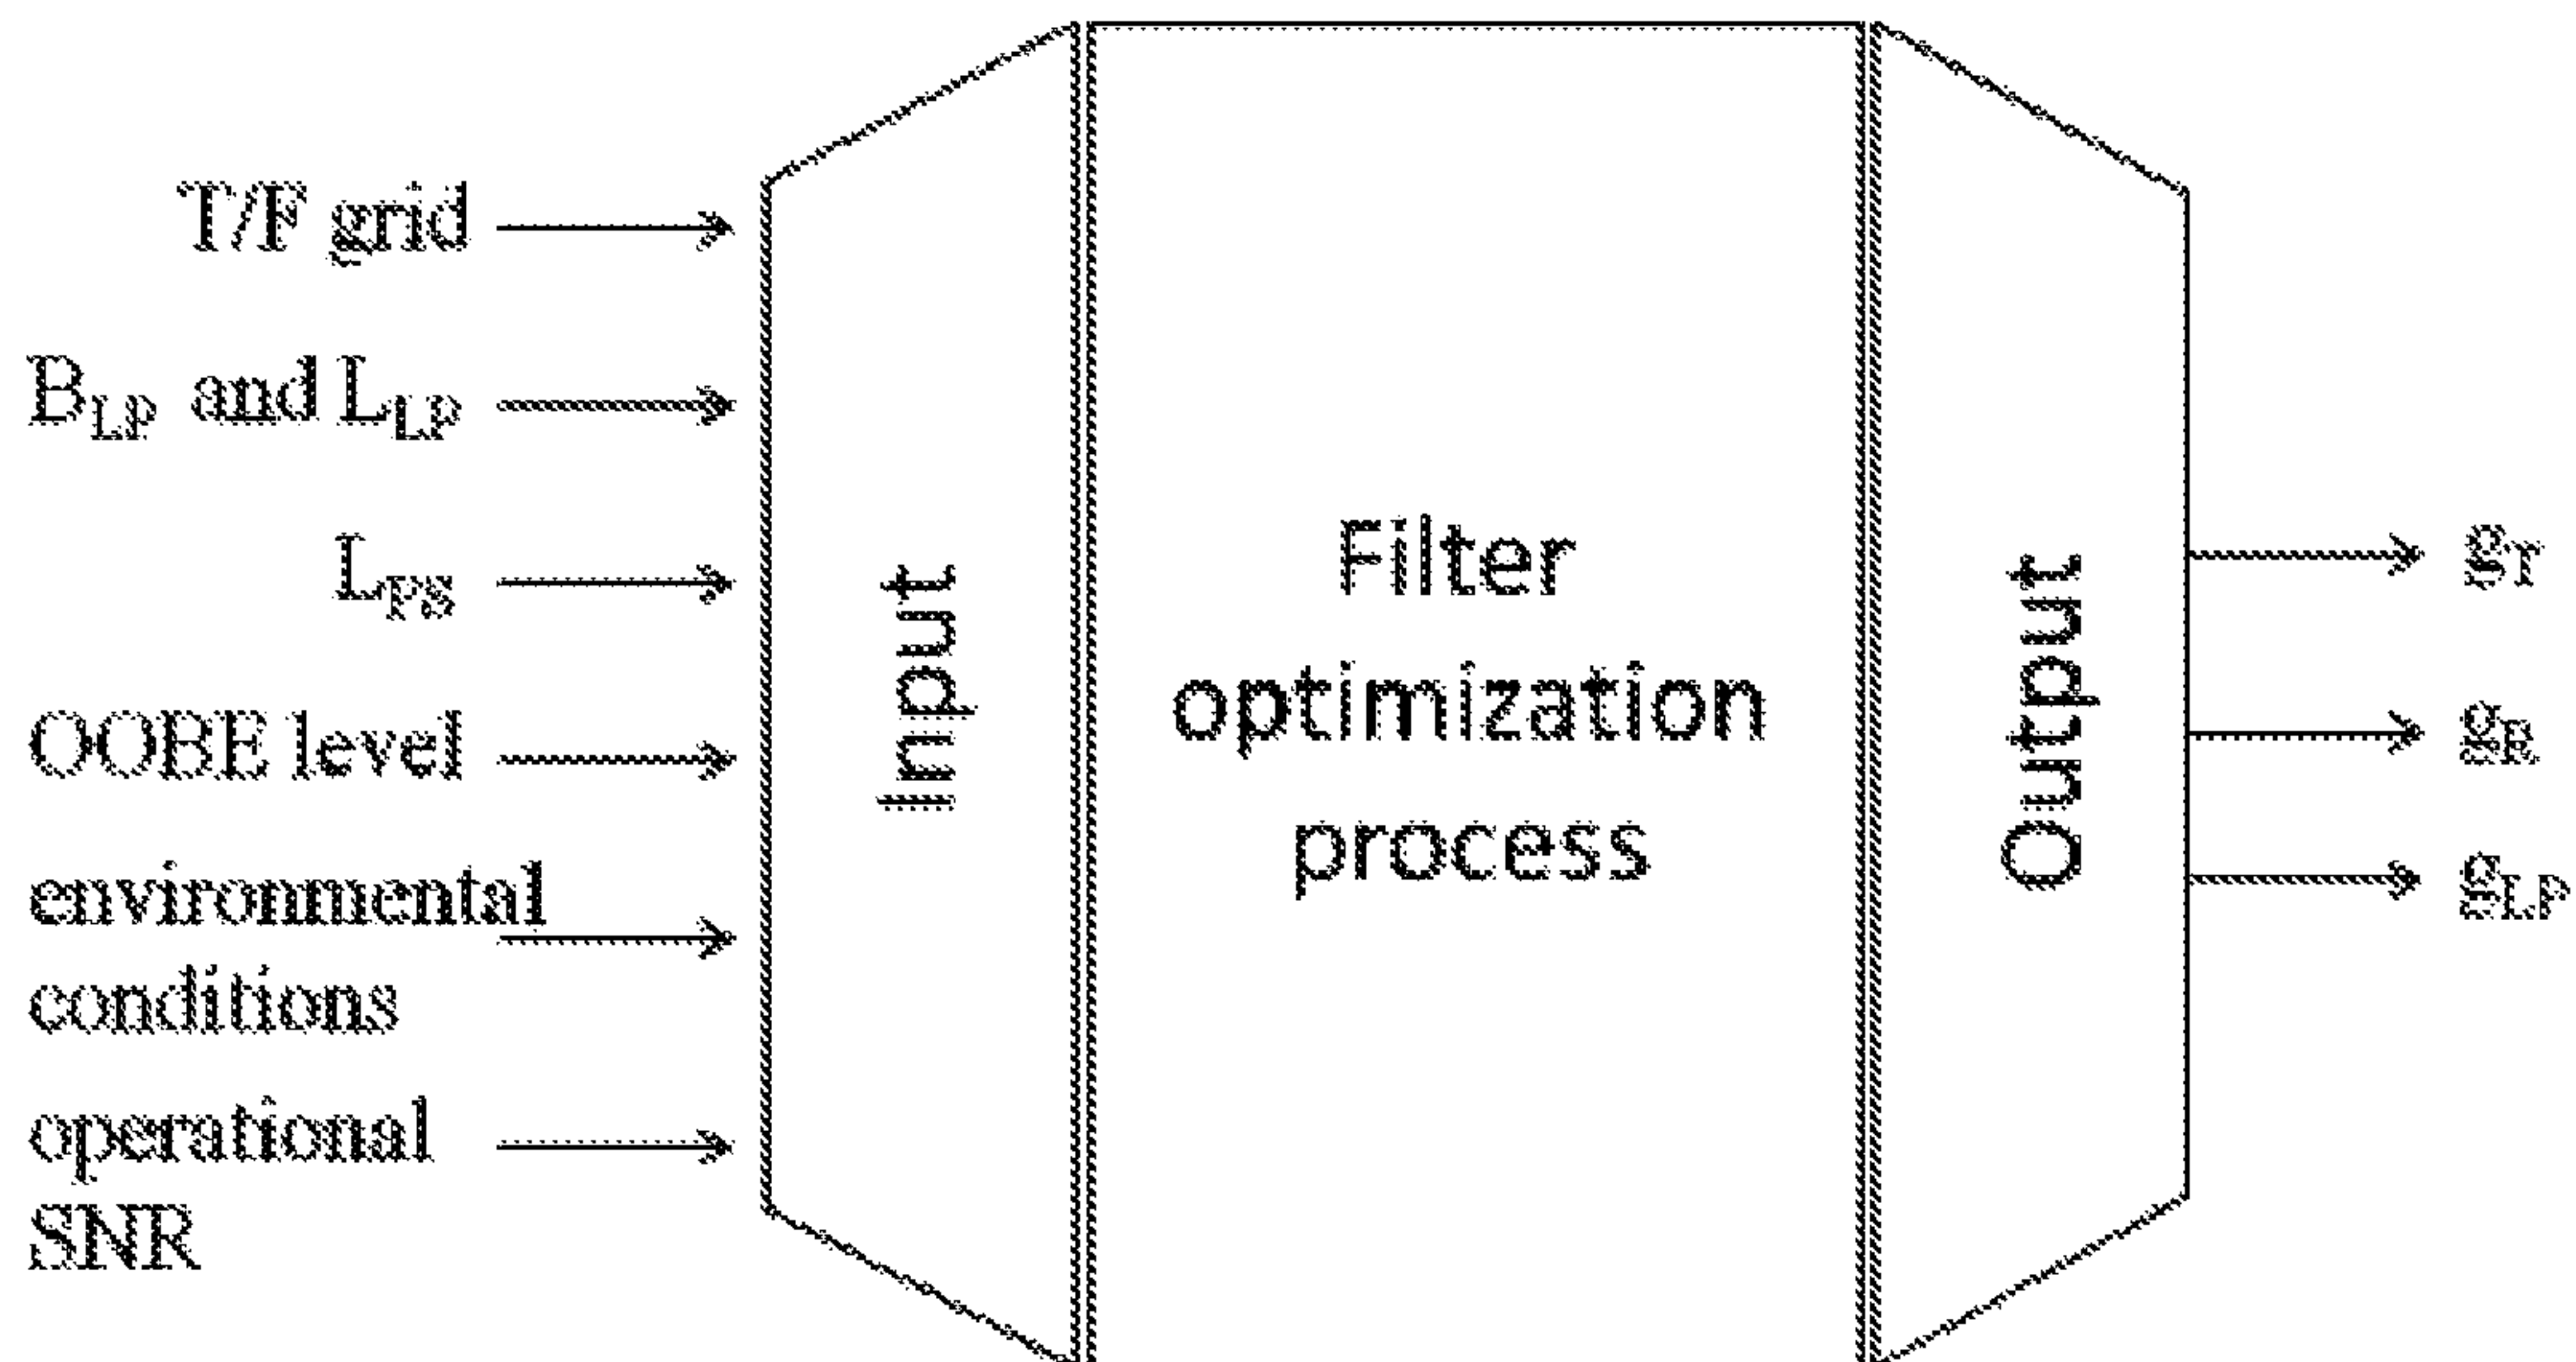 T/F grid
B_LP and L_LP
L_PS
OOBE level
environmental
conditions
operational
SNR
Input
Filter
optimization
process
Output
g_T
g_R
g_LP